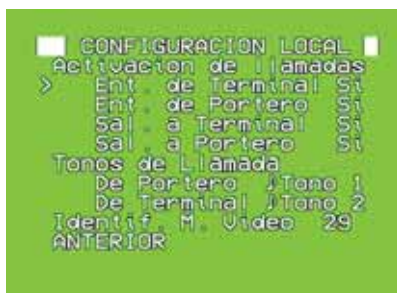 CONFIGURACION LOCAL
Activacion de llamadas
> Ent. de Terminal Si
Ent. de Portero Si
Sal. a Terminal Si
Sal. a Portero Si
Tonos de Llamada
De Portero ♪Tono 1
De Terminal ♪Tono 2
Identif. M. Video 29
ANTERIOR